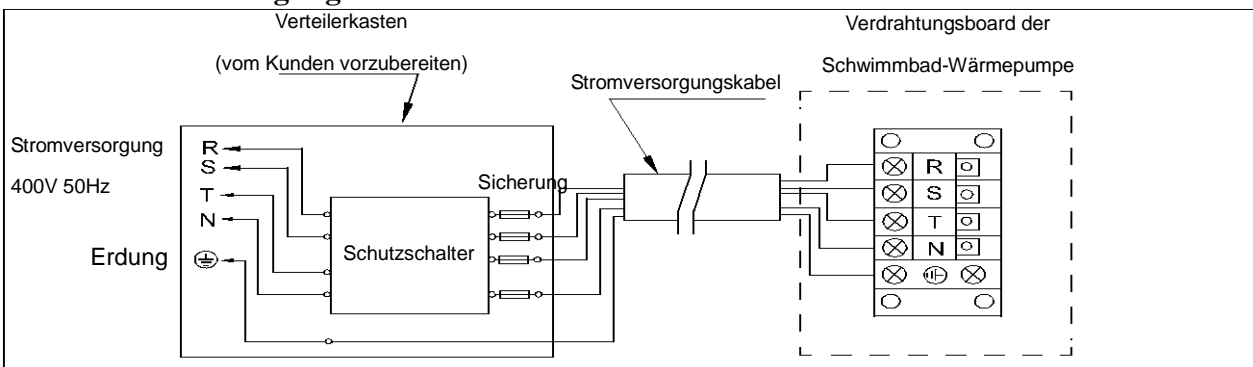 Verteilerkasten
(vom Kunden vorzubereiten)
Verdrahtungsboard der
Schwimmbad-Wärmepumpe
Stromversorgungskabel
Stromversorgung
400V 50Hz
R
S
T
N
Erdung
Sicherung
Schutzschalter
R
S
T
N